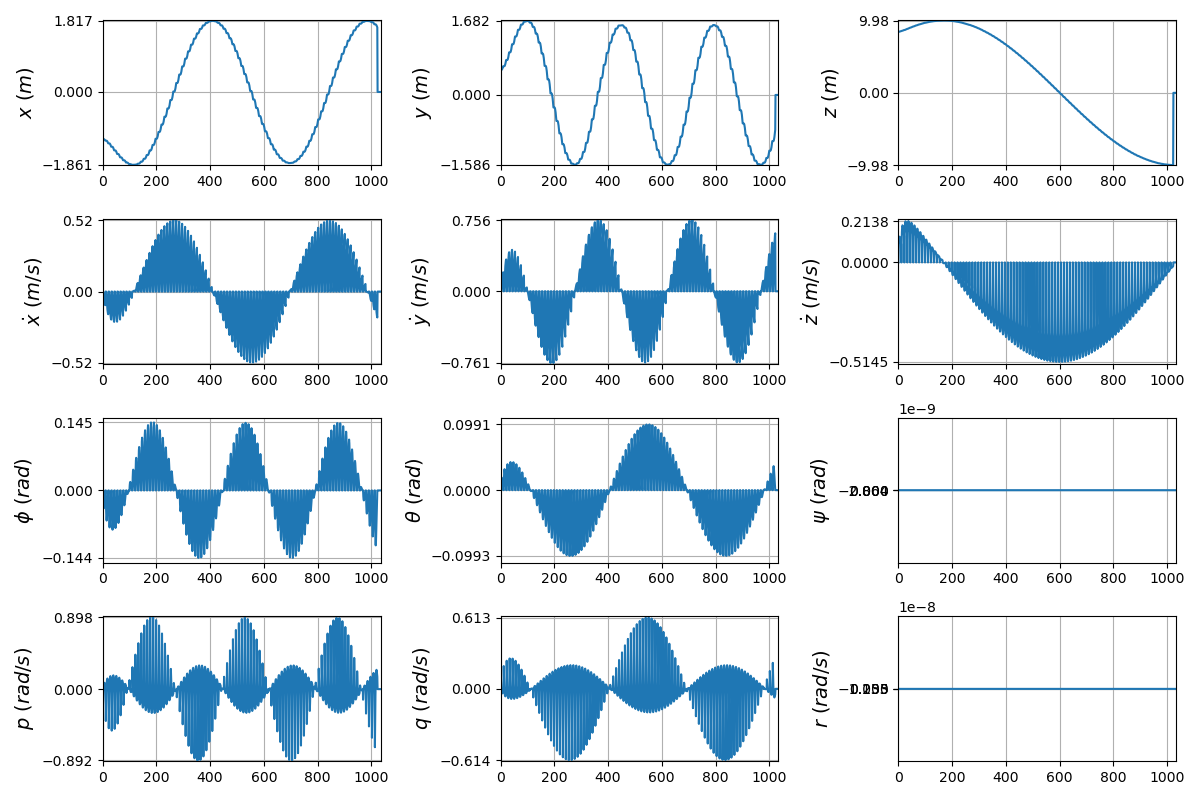 1.817
0.000
−1.861
x (m)
0 200 400 600 800 1000
1.682
0.000
−1.586
y (m)
0 200 400 600 800 1000
9.98
0.00
−9.98
z (m)
0 200 400 600 800 1000
0.52
0.00
−0.52
ẋ (m/s)
0 200 400 600 800 1000
0.756
0.000
−0.761
ẏ (m/s)
0 200 400 600 800 1000
0.2138
0.0000
−0.5145
ż (m/s)
0 200 400 600 800 1000
0.145
0.000
−0.144
ϕ (rad)
0 200 400 600 800 1000
0.0991
0.0000
−0.0993
θ (rad)
0 200 400 600 800 1000
1e−9
ψ (rad)
0 200 400 600 800 1000
0.898
0.000
−0.892
p (rad/s)
0 200 400 600 800 1000
0.613
0.000
−0.614
q (rad/s)
0 200 400 600 800 1000
1e−8
r (rad/s)
0 200 400 600 800 1000